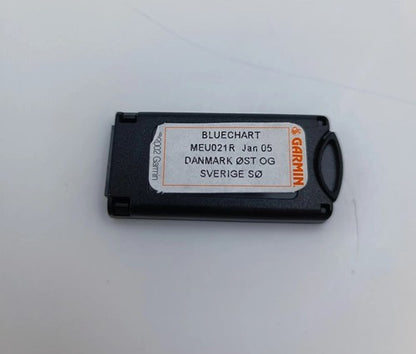 BLUECHART
MEU021R Jan 05
DANMARK ØST OG
SVERIGE SØ
GARMIN
©2002 Garmin